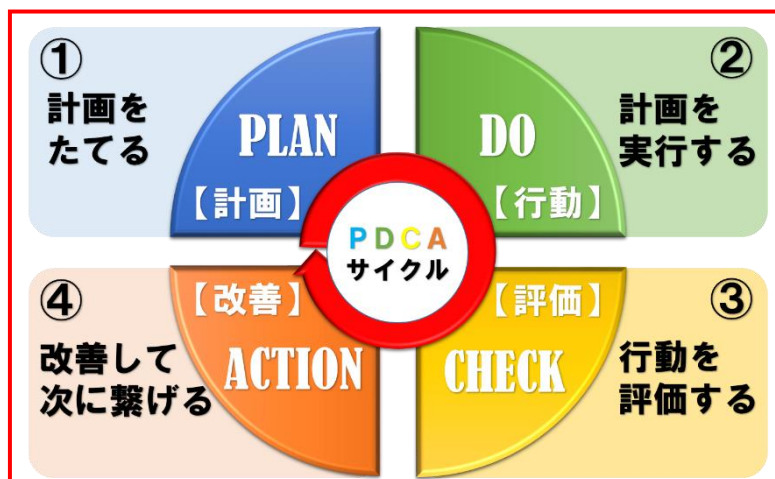 ①
計画を
たてる
PLAN
【計画】
②
計画を
実行する
DO
【行動】
PDCA
サイクル
③
行動を
評価する
【評価】
CHECK
④
改善して
次に繋げる
【改善】
ACTION